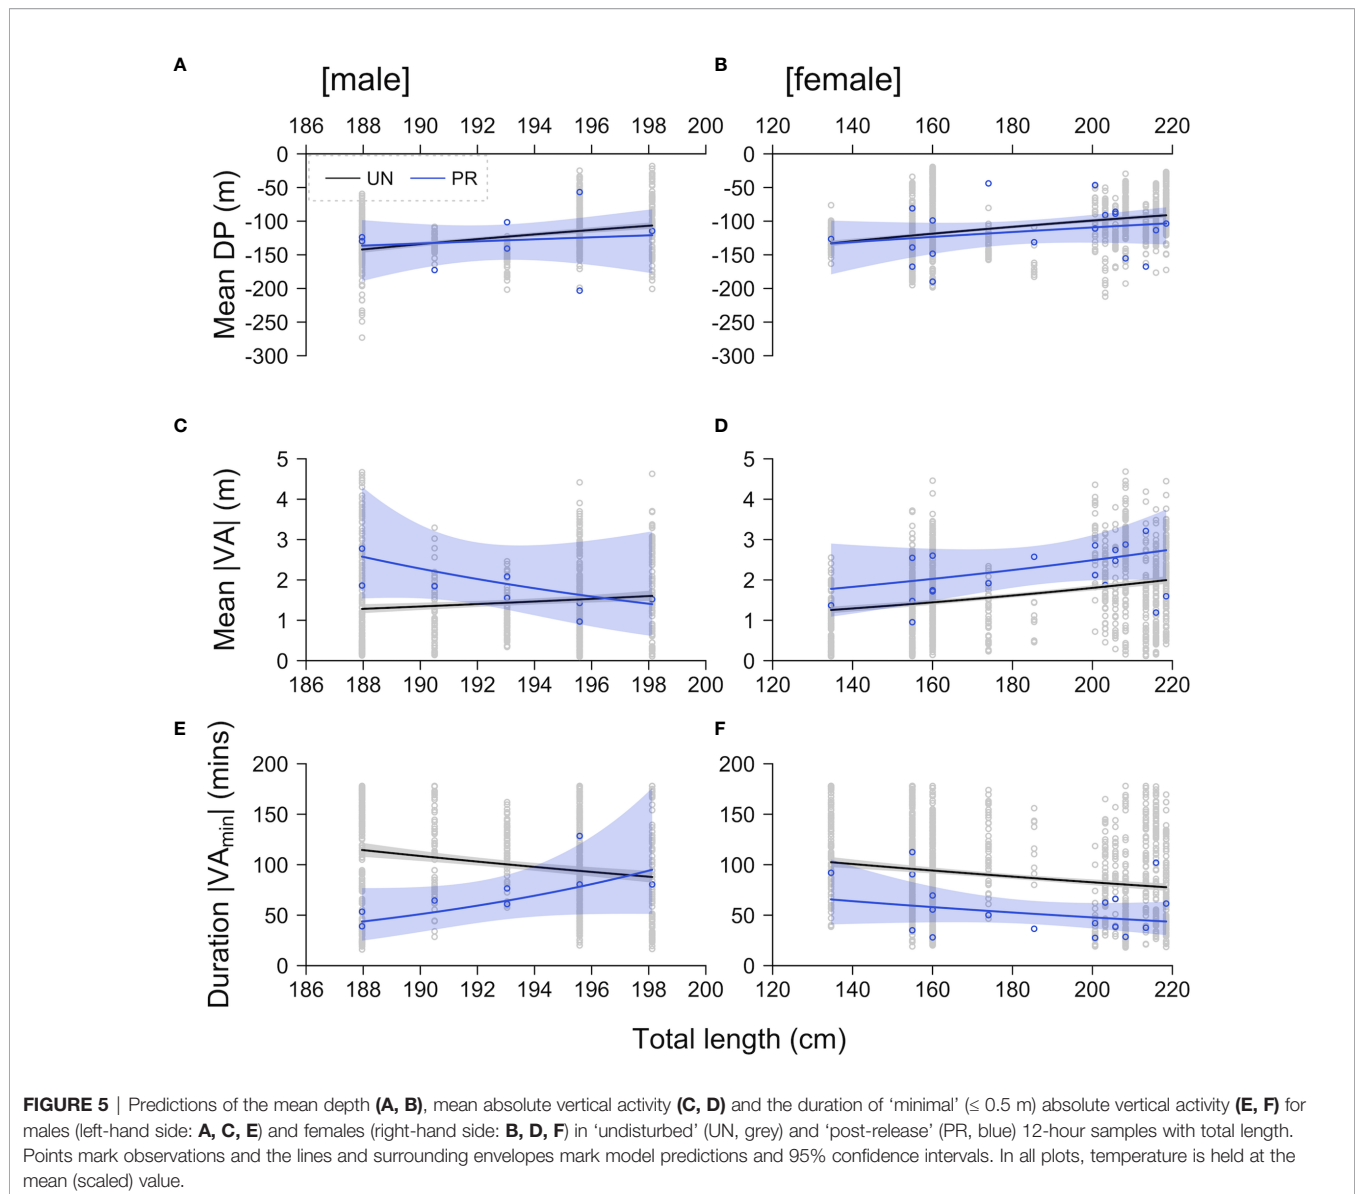 A
[male]
186 188 190 192 194 196 198 200
0
-50
-100
-150
-200
-250
-300
Mean DP (m)
UN PR
B
[female]
120 140 160 180 200 220
0
-50
-100
-150
-200
-250
-300
C
5
4
3
2
1
0
Mean |VA| (m)
186 188 190 192 194 196 198 200
D
5
4
3
2
1
0
120 140 160 180 200 220
E
200
150
100
50
0
Duration |VAmin| (mins)
186 188 190 192 194 196 198 200
F
200
150
100
50
0
120 140 160 180 200 220
Total length (cm)
FIGURE 5 | Predictions of the mean depth (A, B), mean absolute vertical activity (C, D) and the duration of ‘minimal’ (≤ 0.5 m) absolute vertical activity (E, F) for
males (left-hand side: A, C, E) and females (right-hand side: B, D, F) in ‘undisturbed’ (UN, grey) and ‘post-release’ (PR, blue) 12-hour samples with total length.
Points mark observations and the lines and surrounding envelopes mark model predictions and 95% confidence intervals. In all plots, temperature is held at the
mean (scaled) value.